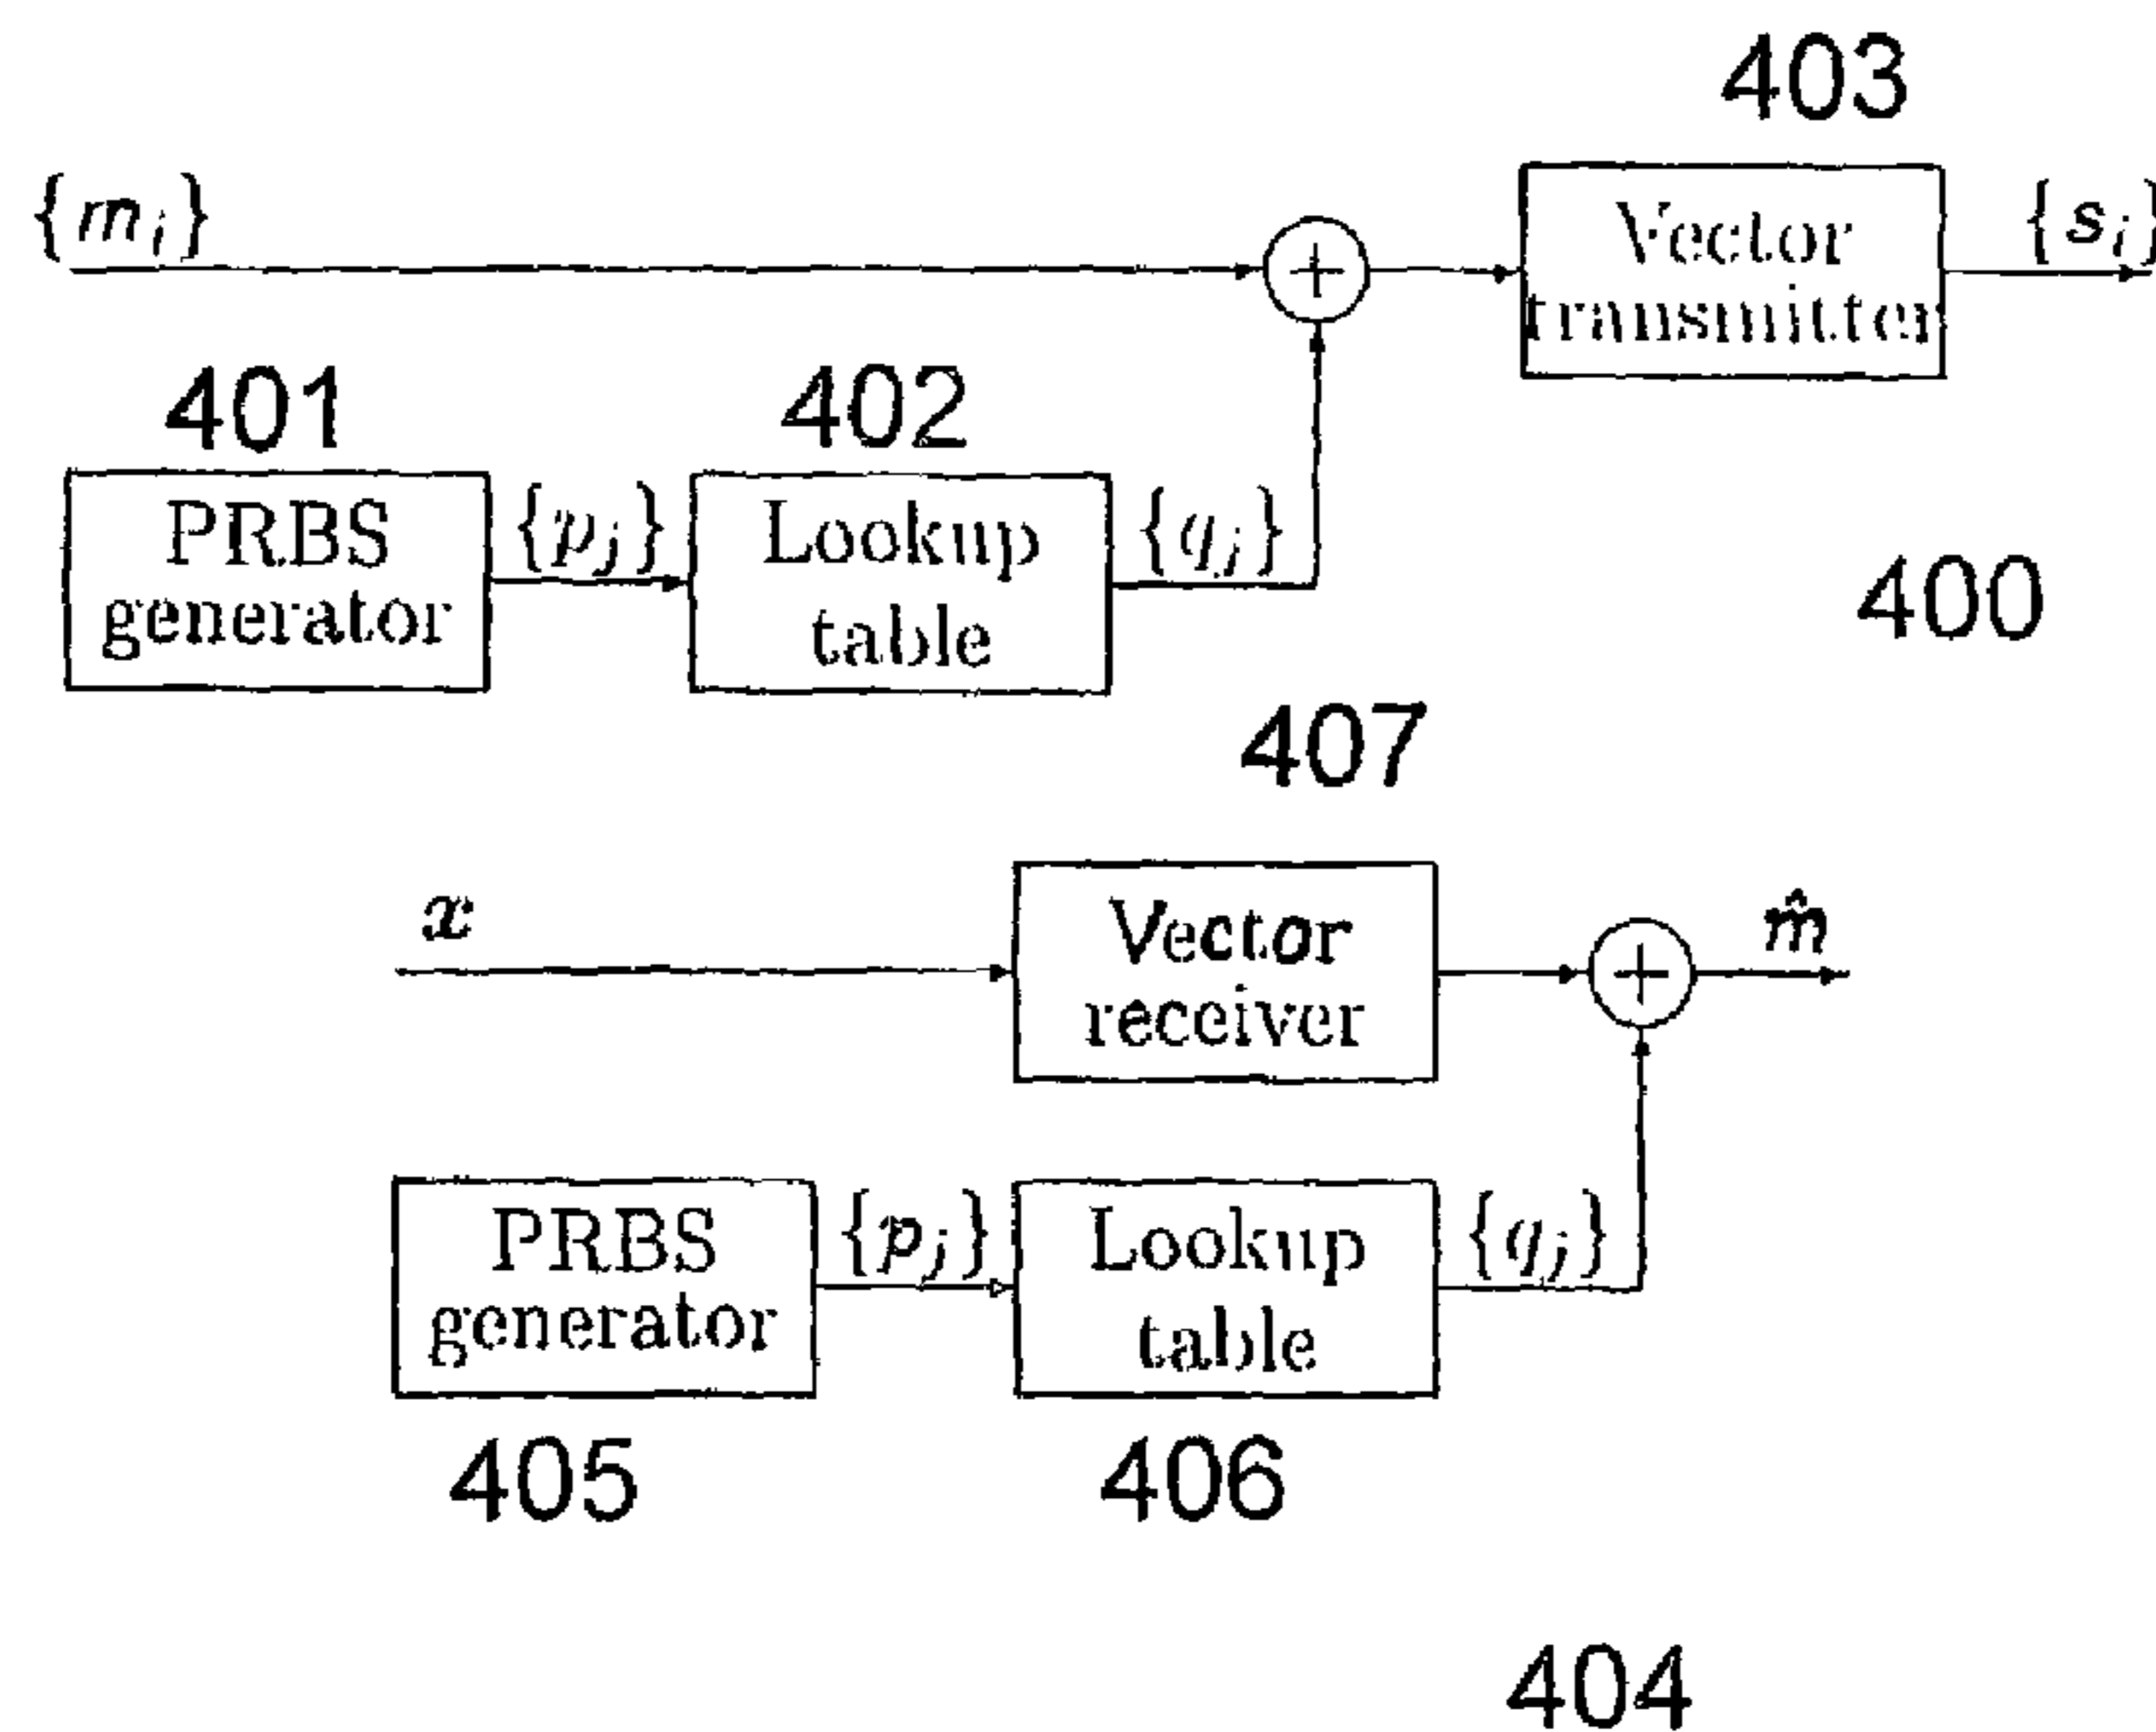 403
{m_i}
Vector
transmitter
{s_i}
401
402
PRBS
generator
{p_j}
Lookup
table
{q_j}
400
407
x
Vector
receiver
m̂
PRBS
generator
{p_j}
Lookup
table
{q_j}
405
406
404